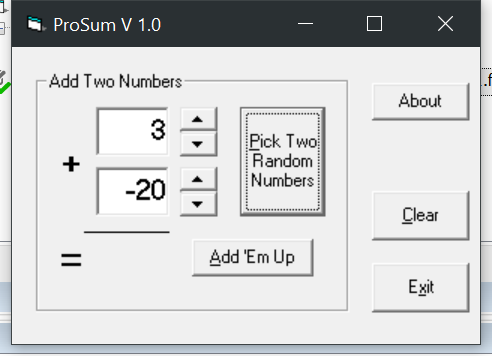 ProSum V 1.0
Add Two Numbers
3
+
-20
=
Pick Two
Random
Numbers
Add 'Em Up
About
Clear
Exit